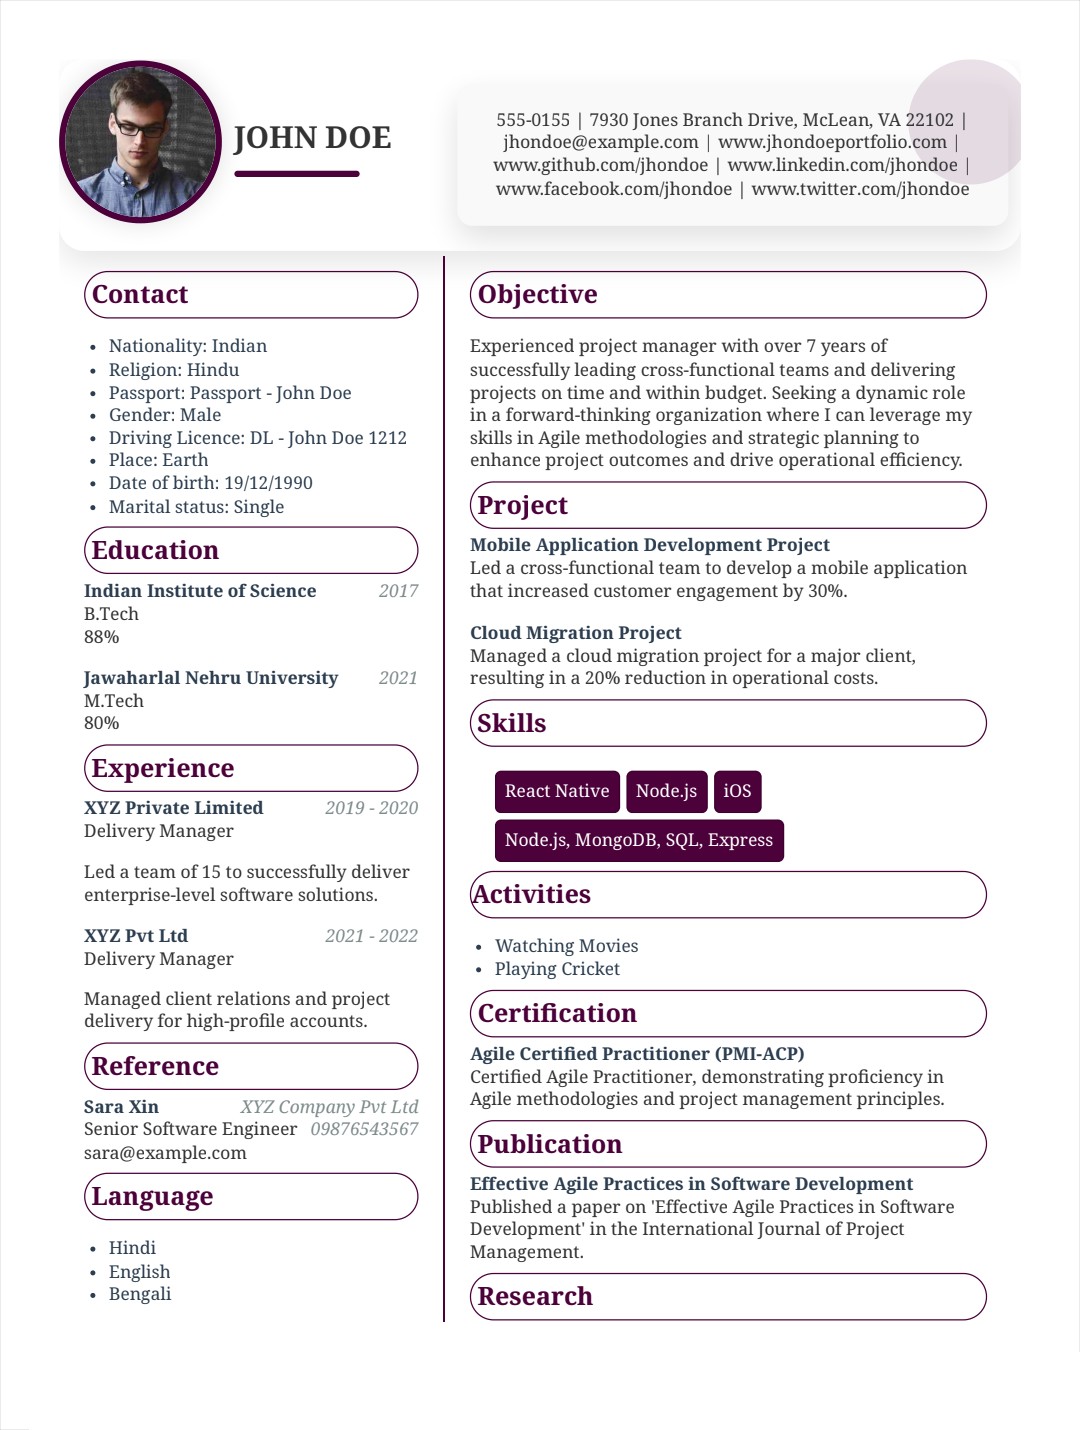 JOHN DOE
555-0155 | 7930 Jones Branch Drive, McLean, VA 22102 |
jhondoe@example.com | www.jhondoeportfolio.com |
www.github.com/jhondoe | www.linkedin.com/jhondoe |
www.facebook.com/jhondoe | www.twitter.com/jhondoe
Contact
• Nationality: Indian
• Religion: Hindu
• Passport: Passport - John Doe
• Gender: Male
• Driving Licence: DL - John Doe 1212
• Place: Earth
• Date of birth: 19/12/1990
• Marital status: Single
Education
Indian Institute of Science 2017
B.Tech
88%
Jawaharlal Nehru University 2021
M.Tech
80%
Experience
XYZ Private Limited 2019 - 2020
Delivery Manager
Led a team of 15 to successfully deliver
enterprise-level software solutions.
XYZ Pvt Ltd 2021 - 2022
Delivery Manager
Managed client relations and project
delivery for high-profile accounts.
Reference
Sara Xin XYZ Company Pvt Ltd
Senior Software Engineer 09876543567
sara@example.com
Language
• Hindi
• English
• Bengali
Objective
Experienced project manager with over 7 years of
successfully leading cross-functional teams and delivering
projects on time and within budget. Seeking a dynamic role
in a forward-thinking organization where I can leverage my
skills in Agile methodologies and strategic planning to
enhance project outcomes and drive operational efficiency.
Project
Mobile Application Development Project
Led a cross-functional team to develop a mobile application
that increased customer engagement by 30%.
Cloud Migration Project
Managed a cloud migration project for a major client,
resulting in a 20% reduction in operational costs.
Skills
React Native Node.js iOS
Node.js, MongoDB, SQL, Express
Activities
• Watching Movies
• Playing Cricket
Certification
Agile Certified Practitioner (PMI-ACP)
Certified Agile Practitioner, demonstrating proficiency in
Agile methodologies and project management principles.
Publication
Effective Agile Practices in Software Development
Published a paper on 'Effective Agile Practices in Software
Development' in the International Journal of Project
Management.
Research